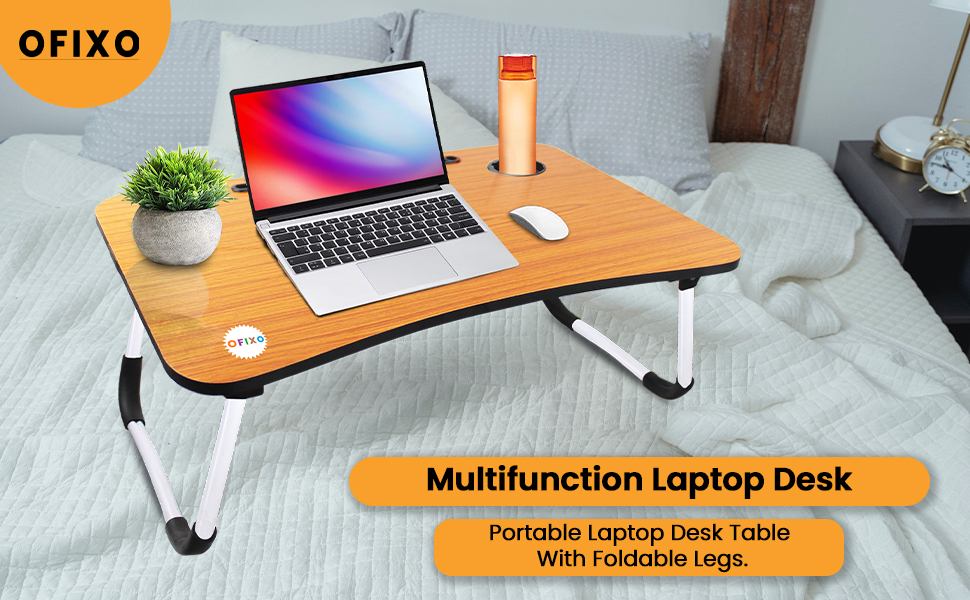 OFIXO
OFIXO
Multifunction Laptop Desk
Portable Laptop Desk Table
With Foldable Legs.